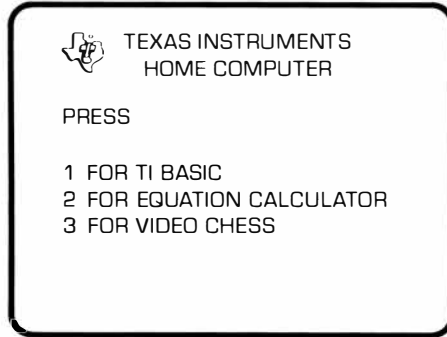 TEXAS INSTRUMENTS
HOME COMPUTER
PRESS
1 FOR TI BASIC
2 FOR EQUATION CALCULATOR
3 FOR VIDEO CHESS